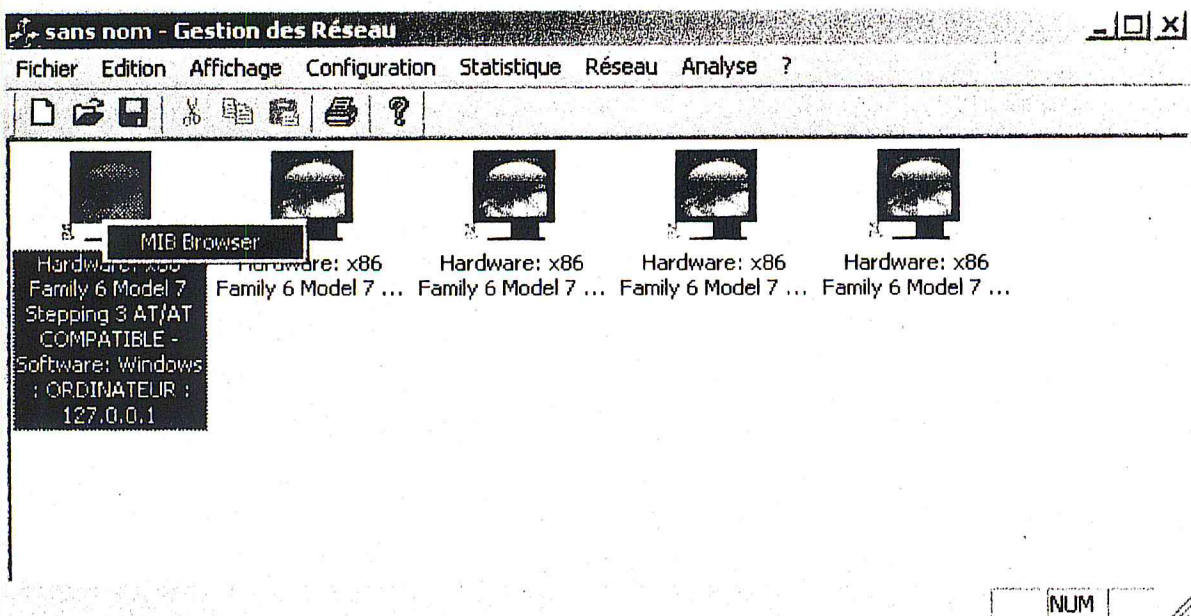 sans nom - Gestion des Réseau
Fichier Edition Affichage Configuration Statistique Réseau Analyse ?
MIB Browser
Hardware: x86
Family 6 Model 7
Stepping 3 AT/AT
COMPATIBLE -
Software: Windows
: ORDINATEUR :
127.0.0.1
Hardware: x86
Family 6 Model 7 ...
Hardware: x86
Family 6 Model 7 ...
Hardware: x86
Family 6 Model 7 ...
Hardware: x86
Family 6 Model 7 ...
NUM